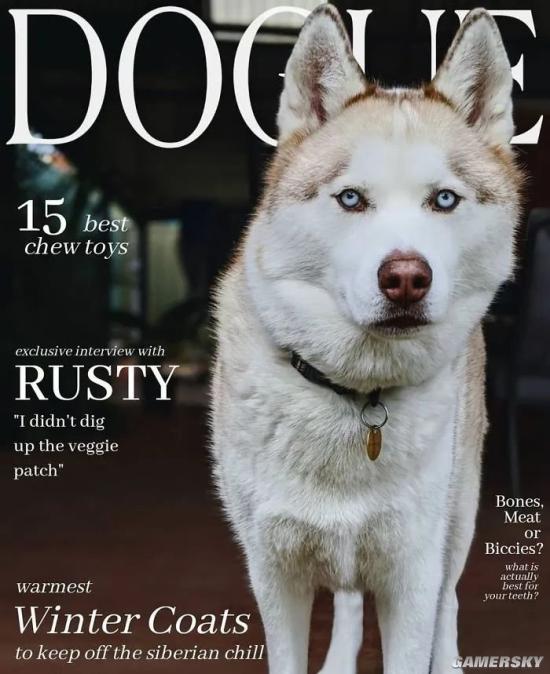 DOGUE
15 best
chew toys
exclusive interview with
RUSTY
"I didn't dig
up the veggie
patch"
Bones,
Meat
or
Biccies?
what is
actually
best for
your teeth?
warmest
Winter Coats
to keep off the siberian chill
GAMERSKY